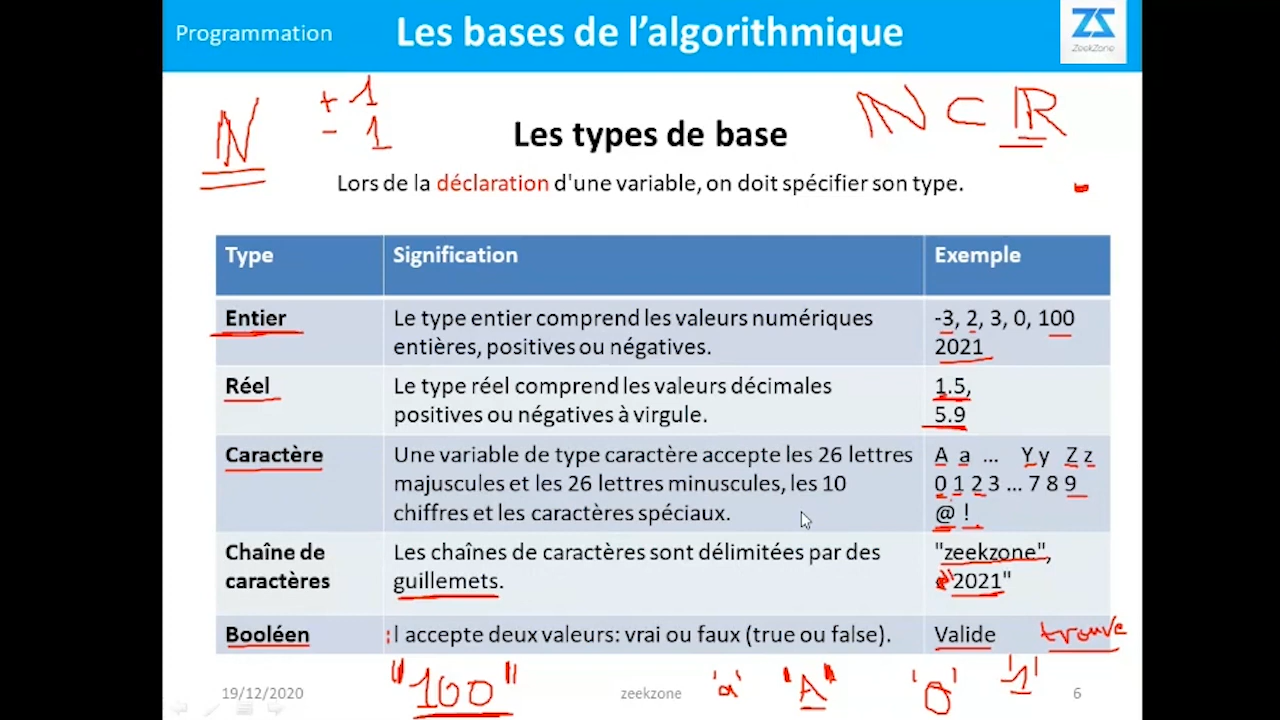 Programmation
Les bases de l'algorithmique
ZS
ZeekZone
N
+ 1
- 1
N ⊂ R
Les types de base
Lors de la déclaration d'une variable, on doit spécifier son type.
Type Signification Exemple
Entier
Le type entier comprend les valeurs numériques
entières, positives ou négatives.
-3, 2, 3, 0, 100
2021
Réel
Le type réel comprend les valeurs décimales
positives ou négatives à virgule.
1.5,
5.9
Caractère
Une variable de type caractère accepte les 26 lettres
majuscules et les 26 lettres minuscules, les 10
chiffres et les caractères spéciaux.
A a ... Y y Z z
0 1 2 3 ... 7 8 9
@ !
Chaîne de
caractères
Les chaînes de caractères sont délimitées par des
guillemets.
"zeekzone",
"2021"
Booléen
l accepte deux valeurs: vrai ou faux (true ou false).
Valide trouve
"100" 'a' "A" '0' '1'
19/12/2020 zeekzone 6